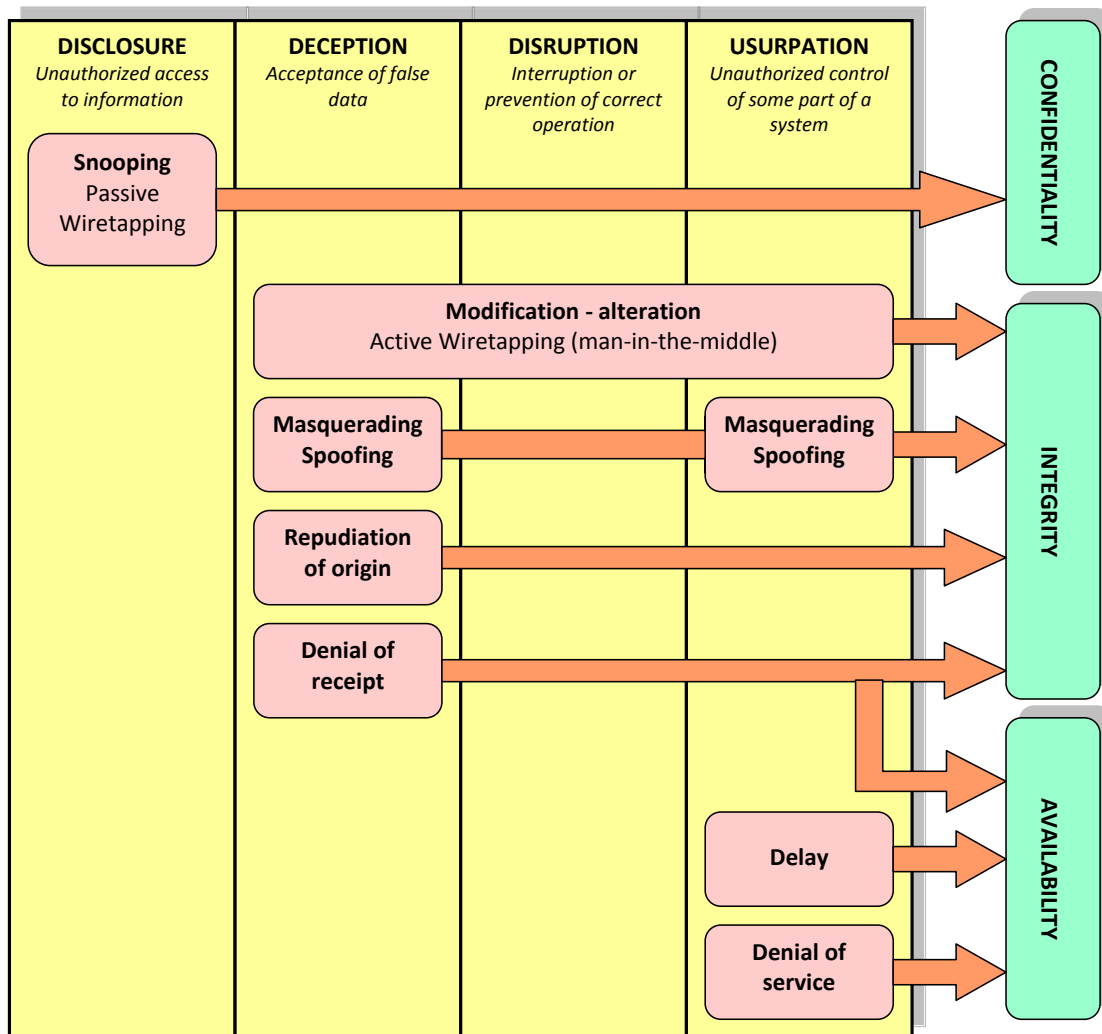 DISCLOSURE
Unauthorized access
to information
DECEPTION
Acceptance of false
data
DISRUPTION
Interruption or
prevention of correct
operation
USURPATION
Unauthorized control
of some part of a
system
CONFIDENTIALITY
Snooping
Passive
Wiretapping
Modification - alteration
Active Wiretapping (man-in-the-middle)
Masquerading
Spoofing
Masquerading
Spoofing
INTEGRITY
Repudiation
of origin
Denial of
receipt
AVAILABILITY
Delay
Denial of
service